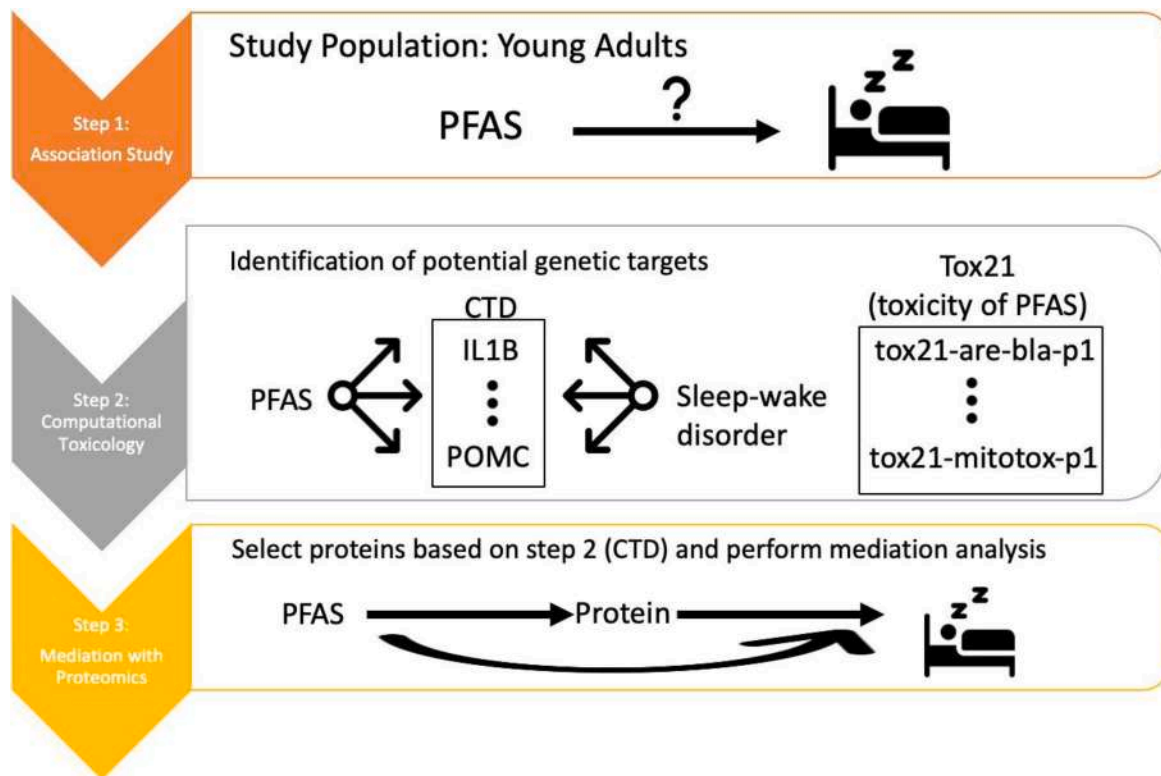 Step 1:
Association Study
Study Population: Young Adults
PFAS
?
z z
Step 2:
Computational
Toxicology
Identification of potential genetic targets
CTD
IL1B
POMC
PFAS
Sleep-wake
disorder
Tox21
(toxicity of PFAS)
tox21-are-bla-p1
tox21-mitotox-p1
Step 3:
Mediation with
Proteomics
Select proteins based on step 2 (CTD) and perform mediation analysis
PFAS
Protein
z z